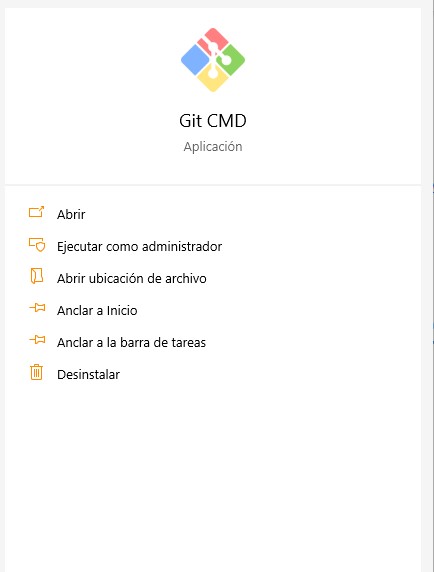 Git CMD
Aplicación
Abrir
Ejecutar como administrador
Abrir ubicación de archivo
Anclar a Inicio
Anclar a la barra de tareas
Desinstalar